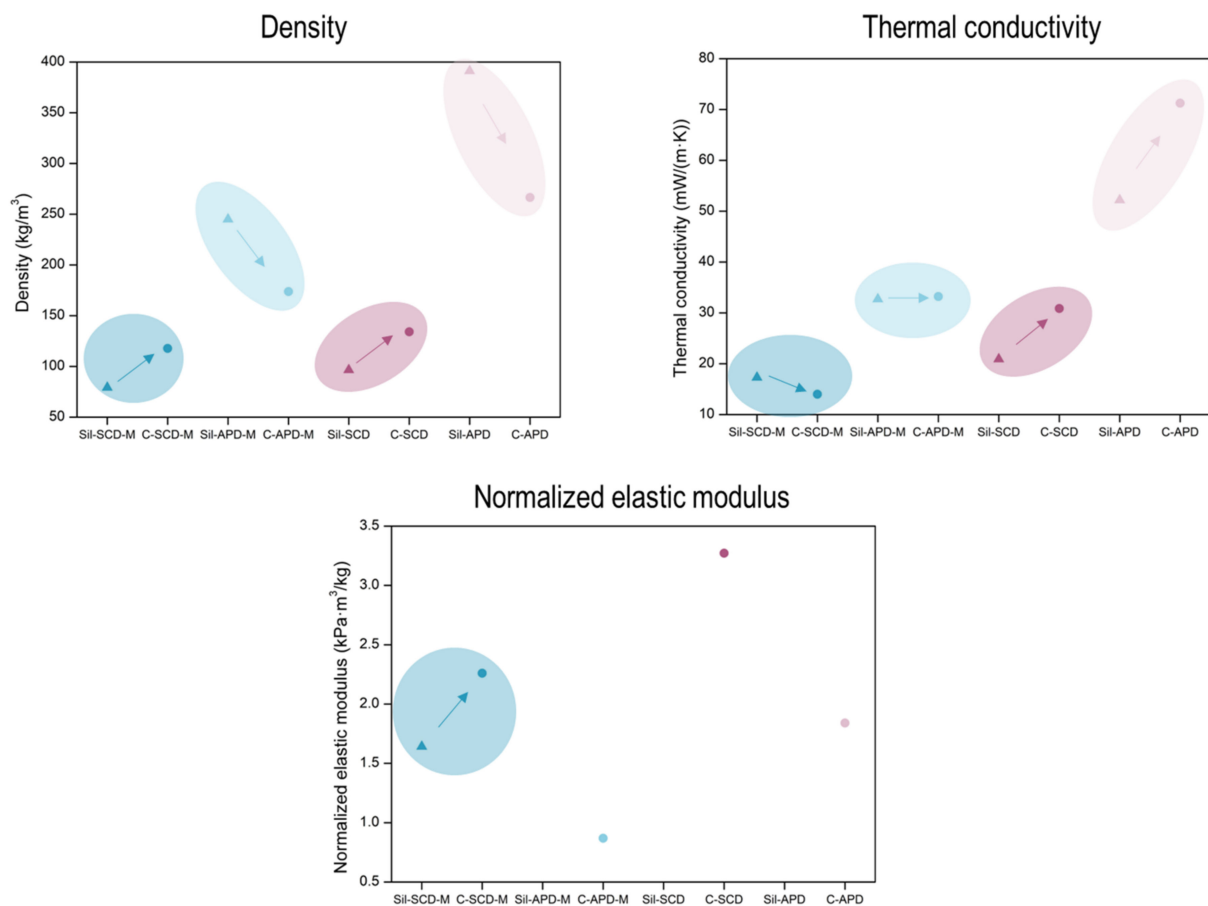 Density
Density (kg/m³)
400
350
300
250
200
150
100
50
Sil-SCD-M C-SCD-M Sil-APD-M C-APD-M Sil-SCD C-SCD Sil-APD C-APD
Thermal conductivity
Thermal conductivity (mW/(m·K))
80
70
60
50
40
30
20
10
Sil-SCD-M C-SCD-M Sil-APD-M C-APD-M Sil-SCD C-SCD Sil-APD C-APD
Normalized elastic modulus
Normalized elastic modulus (kPa·m³/kg)
3.5
3.0
2.5
2.0
1.5
1.0
0.5
Sil-SCD-M C-SCD-M Sil-APD-M C-APD-M Sil-SCD C-SCD Sil-APD C-APD